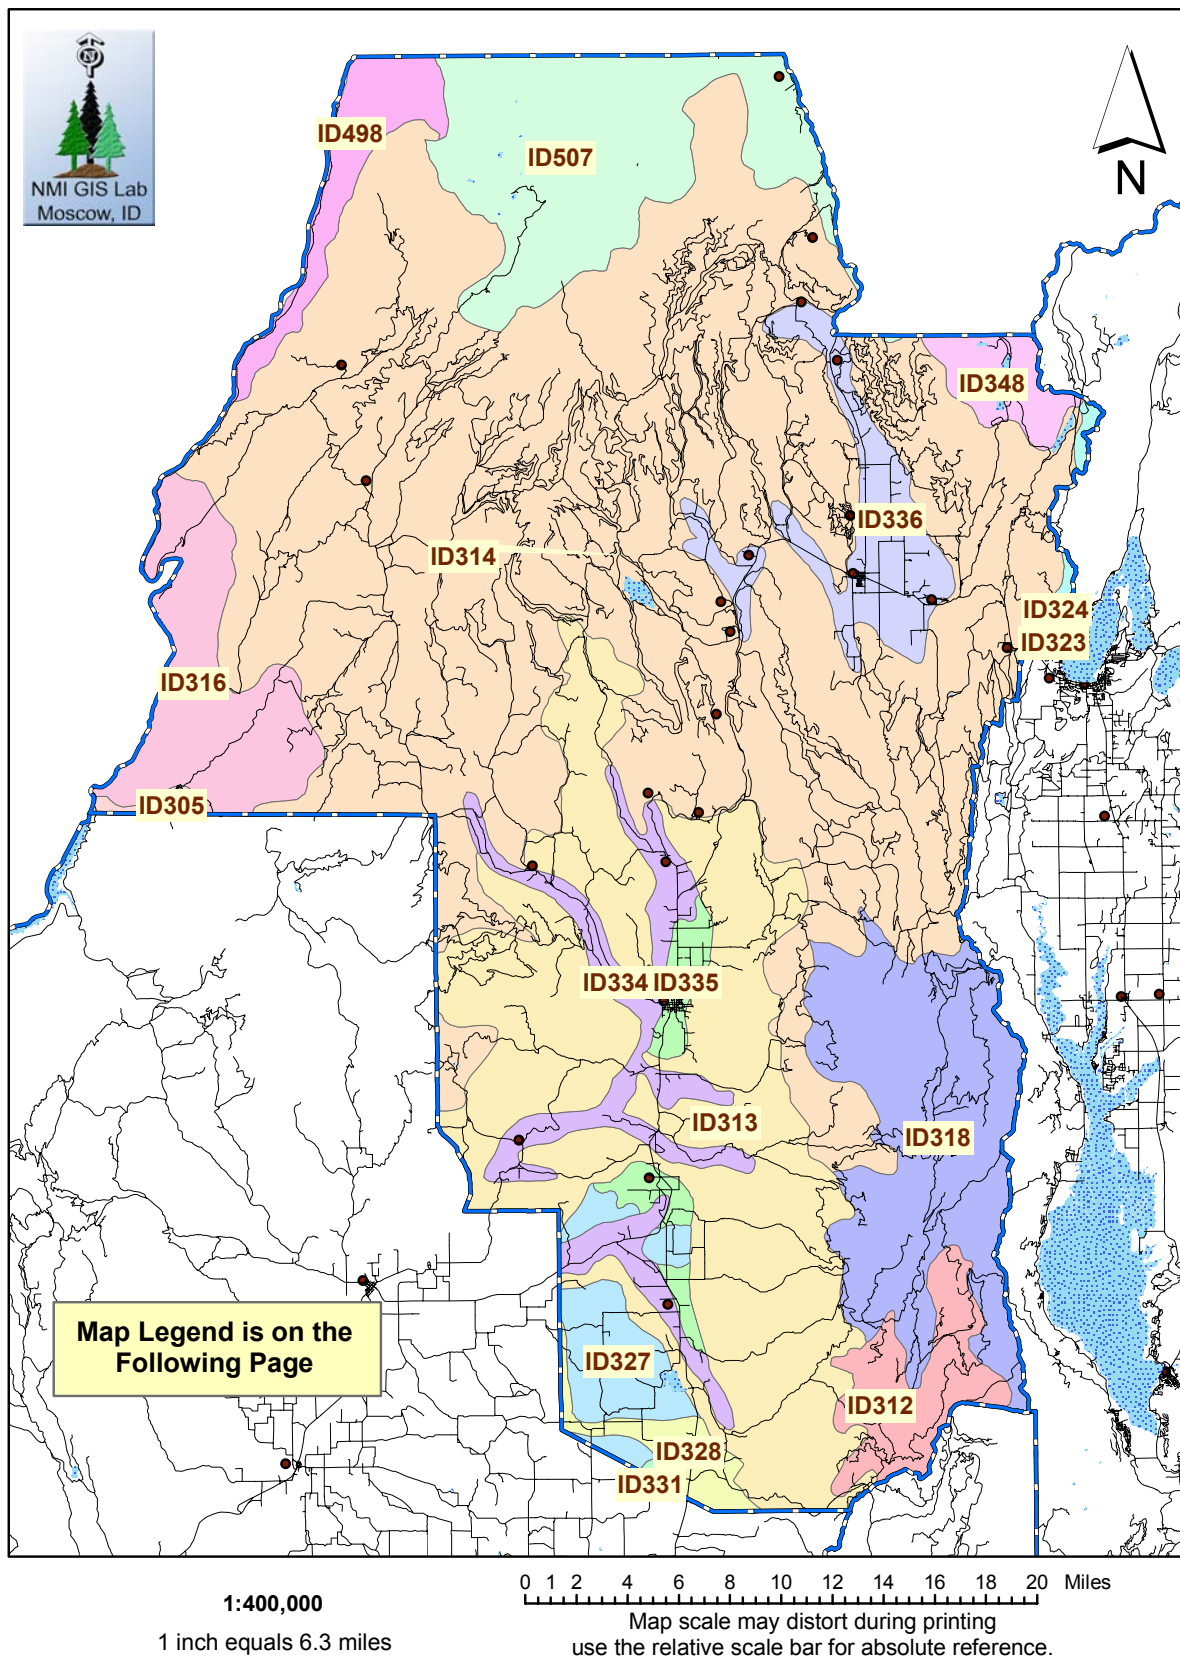 N
NMI GIS Lab
Moscow, ID
N
ID498
ID507
ID348
ID336
ID314
ID324
ID323
ID316
ID305
ID334 ID335
ID313
ID318
Map Legend is on the
Following Page
ID327
ID312
ID328
ID331
1:400,000
1 inch equals 6.3 miles
0 1 2 4 6 8 10 12 14 16 18 20 Miles
Map scale may distort during printing
use the relative scale bar for absolute reference.